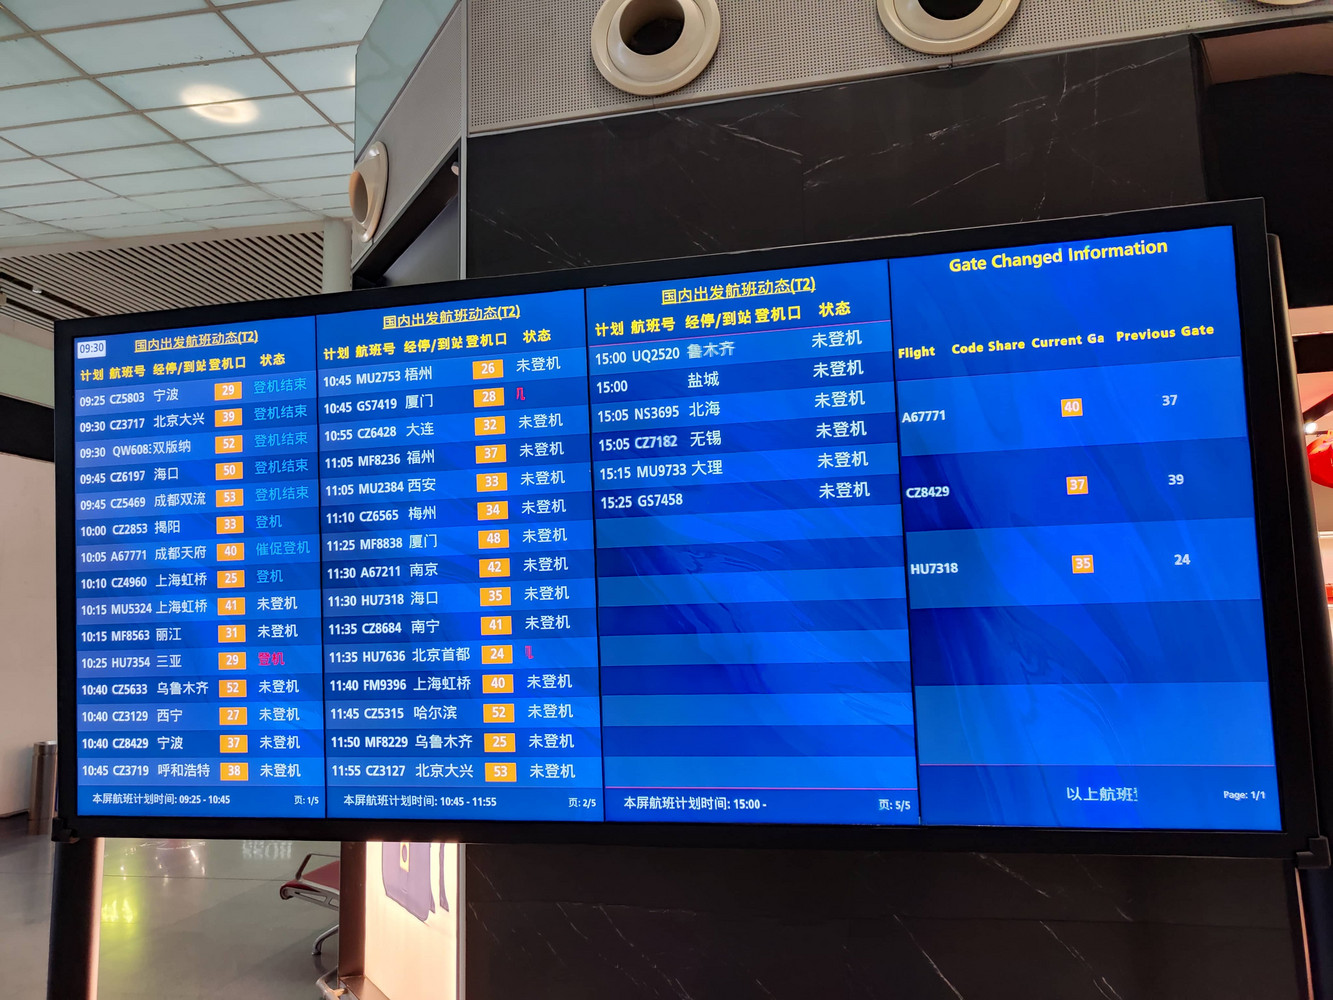 09:30 国内出发航班动态(T2)
计划 航班号 经停/到站 登机口 状态
09:25 CZ5803 宁波 29 登机结束
09:30 CZ3717 北京大兴 39 登机结束
09:30 QW608 双版纳 52 登机结束
09:45 CZ6197 海口 50 登机结束
09:45 CZ5469 成都双流 53 登机结束
10:00 CZ2853 揭阳 33 登机
10:05 A67771 成都天府 40 催促登机
10:10 CZ4960 上海虹桥 25 登机
10:15 MU5324 上海虹桥 41 未登机
10:15 MF8563 丽江 31 未登机
10:25 HU7354 三亚 29 登机
10:40 CZ5633 乌鲁木齐 52 未登机
10:40 CZ3129 西宁 27 未登机
10:40 CZ8429 宁波 37 未登机
10:45 CZ3719 呼和浩特 38 未登机
本屏航班计划时间: 09:25 - 10:45 页: 1/5
国内出发航班动态(T2)
计划 航班号 经停/到站 登机口 状态
10:45 MU2753 梧州 26 未登机
10:45 GS7419 厦门 28
10:55 CZ6428 大连 32 未登机
11:05 MF8236 福州 37 未登机
11:05 MU2384 西安 33 未登机
11:10 CZ6565 梅州 34 未登机
11:25 MF8838 厦门 48 未登机
11:30 A67211 南京 42 未登机
11:30 HU7318 海口 35 未登机
11:35 CZ8684 南宁 41 未登机
11:35 HU7636 北京首都 24
11:40 FM9396 上海虹桥 40 未登机
11:45 CZ5315 哈尔滨 52 未登机
11:50 MF8229 乌鲁木齐 25 未登机
11:55 CZ3127 北京大兴 53 未登机
本屏航班计划时间: 10:45 - 11:55 页: 2/5
国内出发航班动态(T2)
计划 航班号 经停/到站 登机口 状态
15:00 UQ2520 鲁木齐 未登机
15:00 盐城 未登机
15:05 NS3695 北海 未登机
15:05 CZ7182 无锡 未登机
15:15 MU9733 大理 未登机
15:25 GS7458 未登机
本屏航班计划时间: 15:00 - 页: 5/5
Gate Changed Information
Flight Code Share Current Ga Previous Gate
A67771 40 37
CZ8429 37 39
HU7318 35 24
以上航班 Page: 1/1